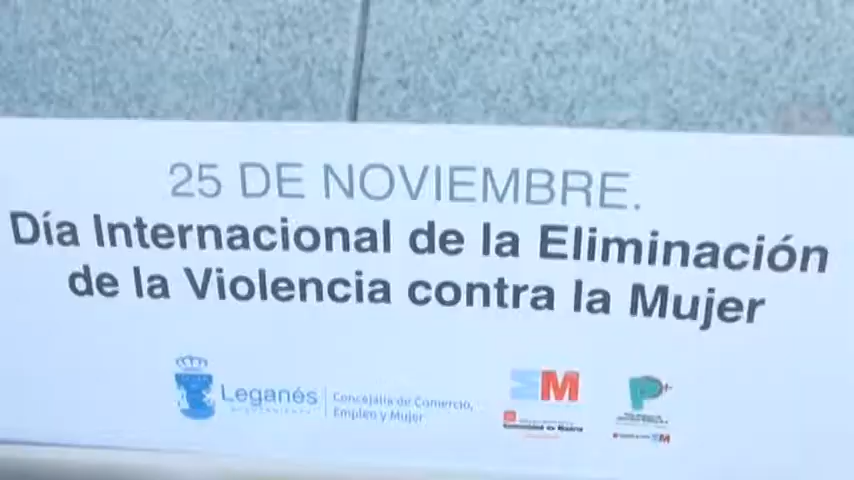 25 DE NOVIEMBRE.
Día Internacional de la Eliminación
de la Violencia contra la Mujer
Leganés
Concejalía de Comercio,
Empleo y Mujer
M
Comunidad de Madrid
P+